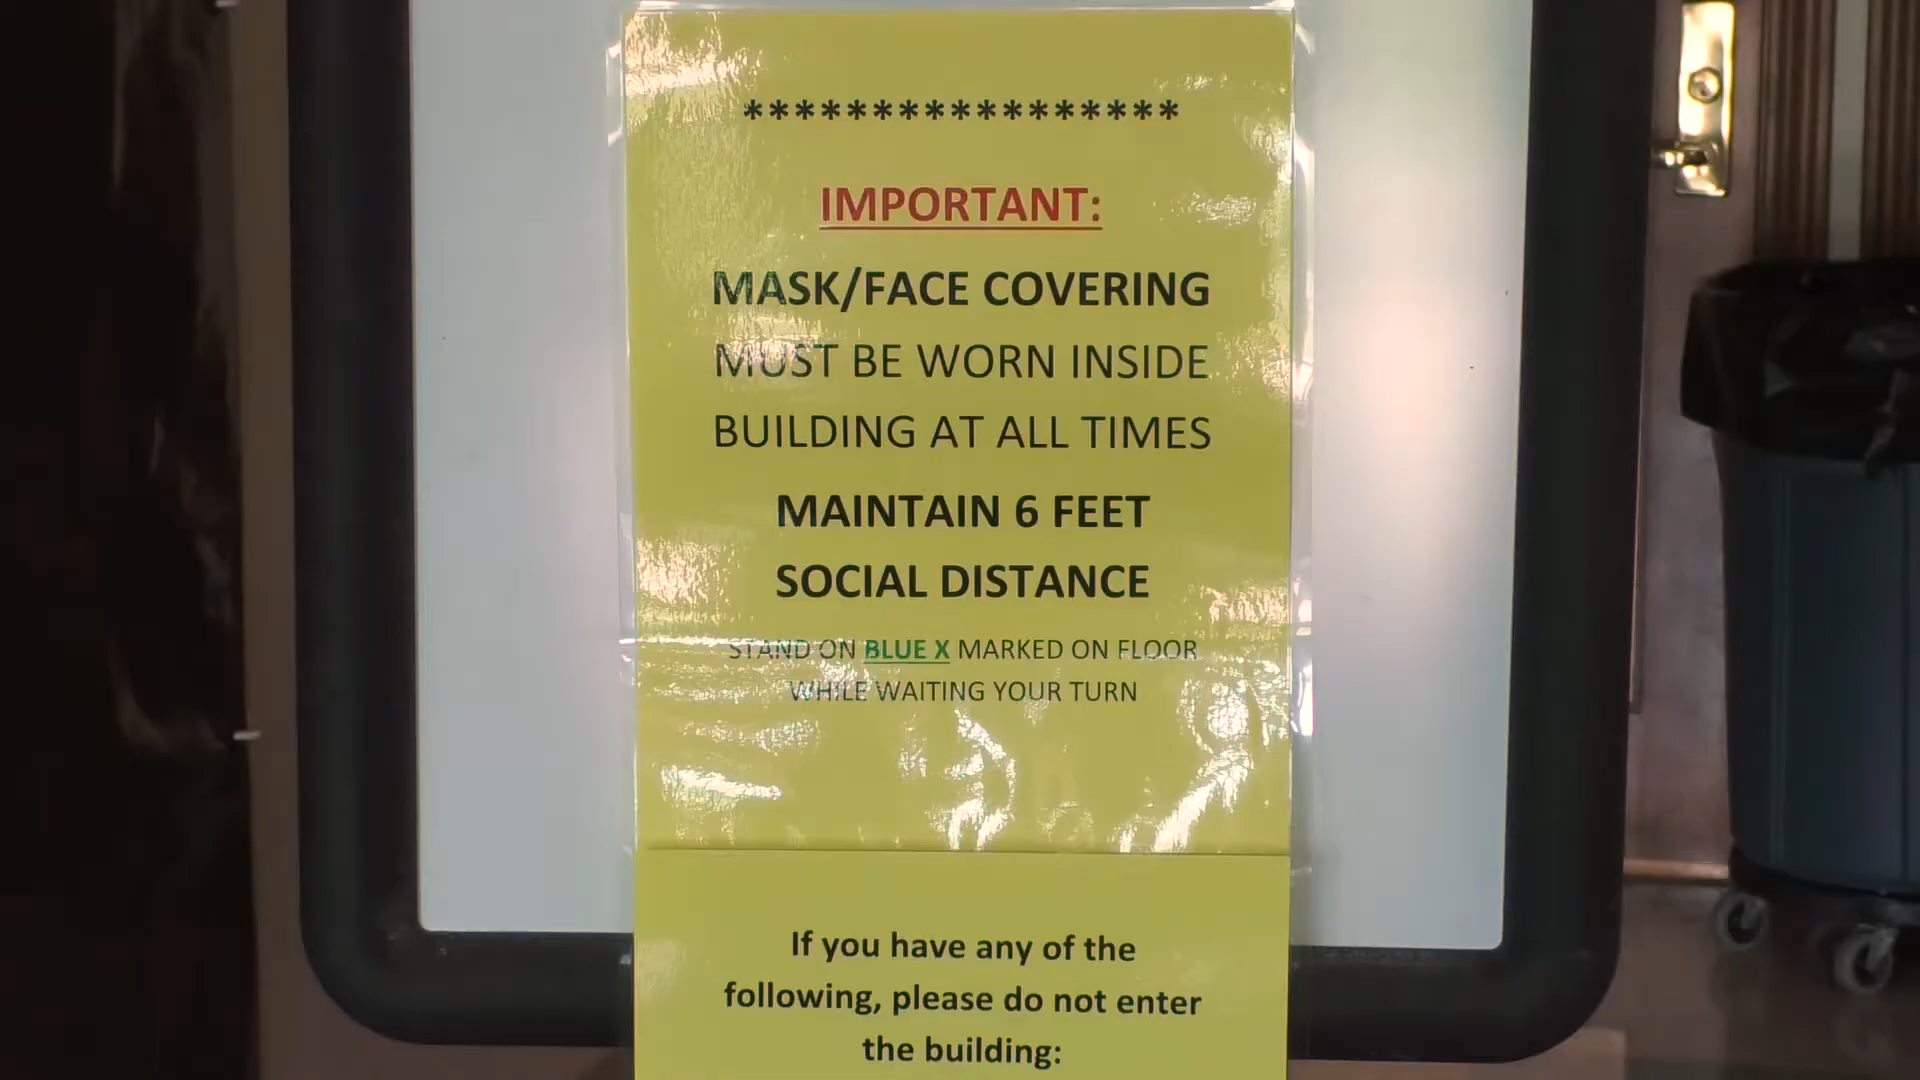 *****************
IMPORTANT:
MASK/FACE COVERING
MUST BE WORN INSIDE
BUILDING AT ALL TIMES
MAINTAIN 6 FEET
SOCIAL DISTANCE
STAND ON BLUE X MARKED ON FLOOR
WHILE WAITING YOUR TURN
If you have any of the
following, please do not enter
the building: